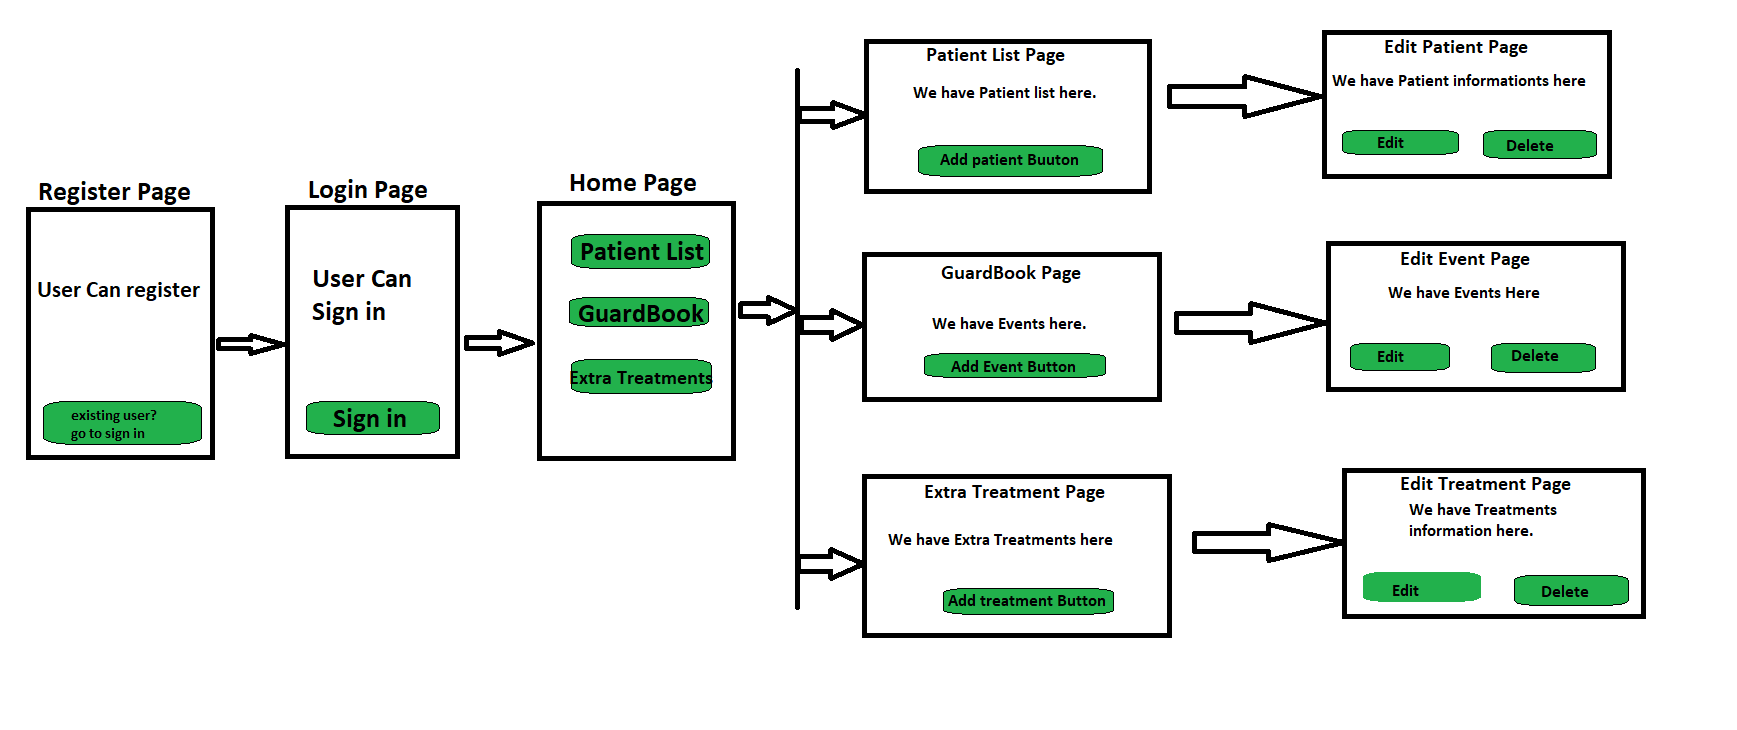 Register Page
User Can register
existing user?
go to sign in
Login Page
User Can
Sign in
Sign in
Home Page
Patient List
GuardBook
Extra Treatments
Patient List Page
We have Patient list here.
Add patient Buuton
Edit Patient Page
We have Patient informationts here
Edit
Delete
GuardBook Page
We have Events here.
Add Event Button
Edit Event Page
We have Events Here
Edit
Delete
Extra Treatment Page
We have Extra Treatments here
Add treatment Button
Edit Treatment Page
We have Treatments
information here.
Edit
Delete